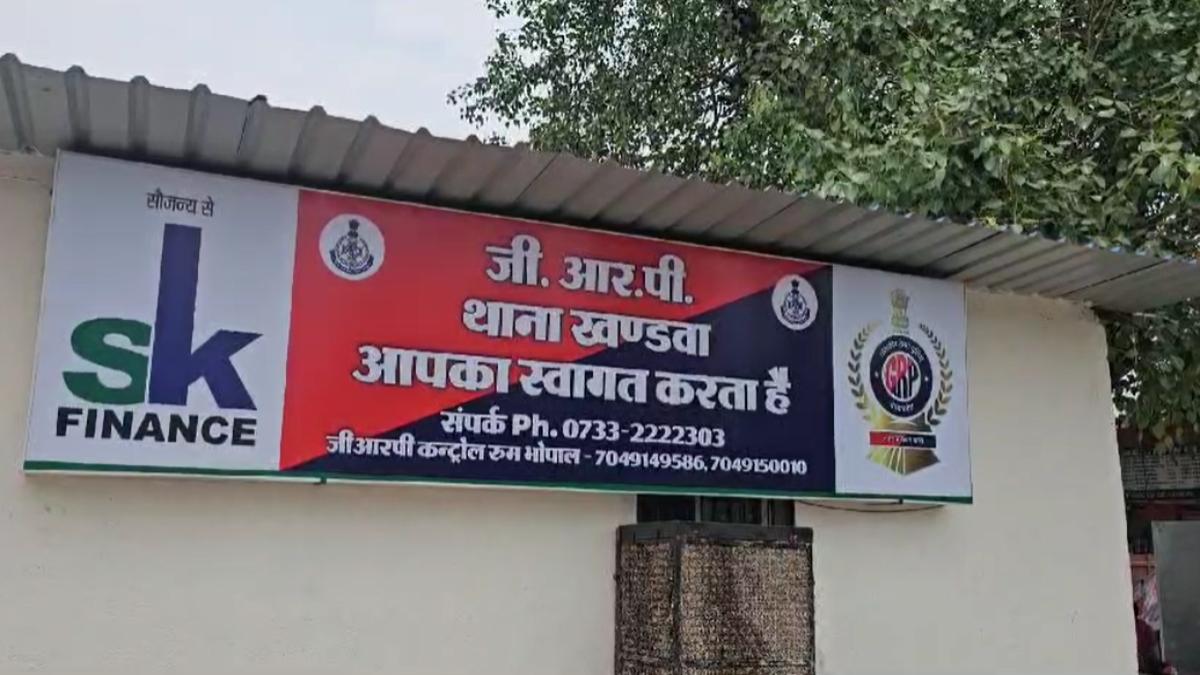 सौजन्य से
sk
FINANCE
जी. आर.पी.
थाना खण्डवा
आपका स्वागत करता हैं
संपर्क Ph. 0733-2222303
जीआरपी कन्ट्रोल रुम भोपाल - 7049149586, 7049150010
GRP